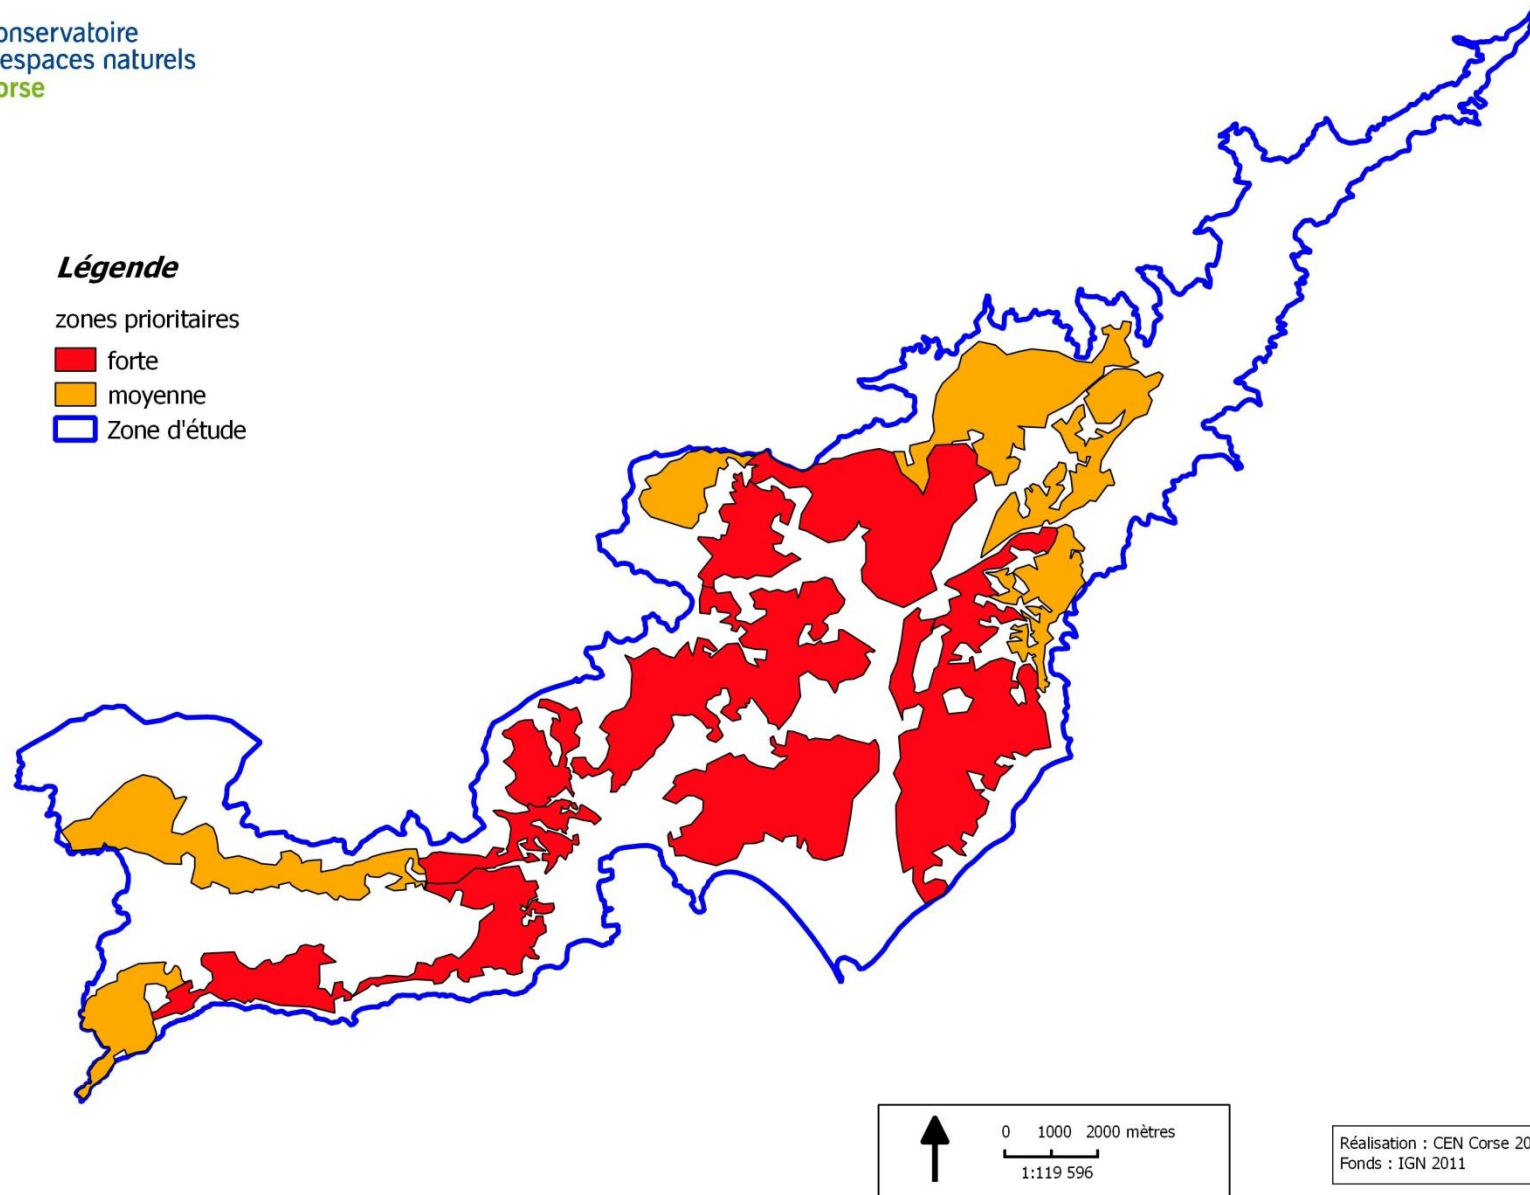 onservatoire
espaces naturels
orse
Légende
zones prioritaires
forte
moyenne
Zone d'étude
0 1000 2000 mètres
1:119 596
Réalisation : CEN Corse 20
Fonds : IGN 2011